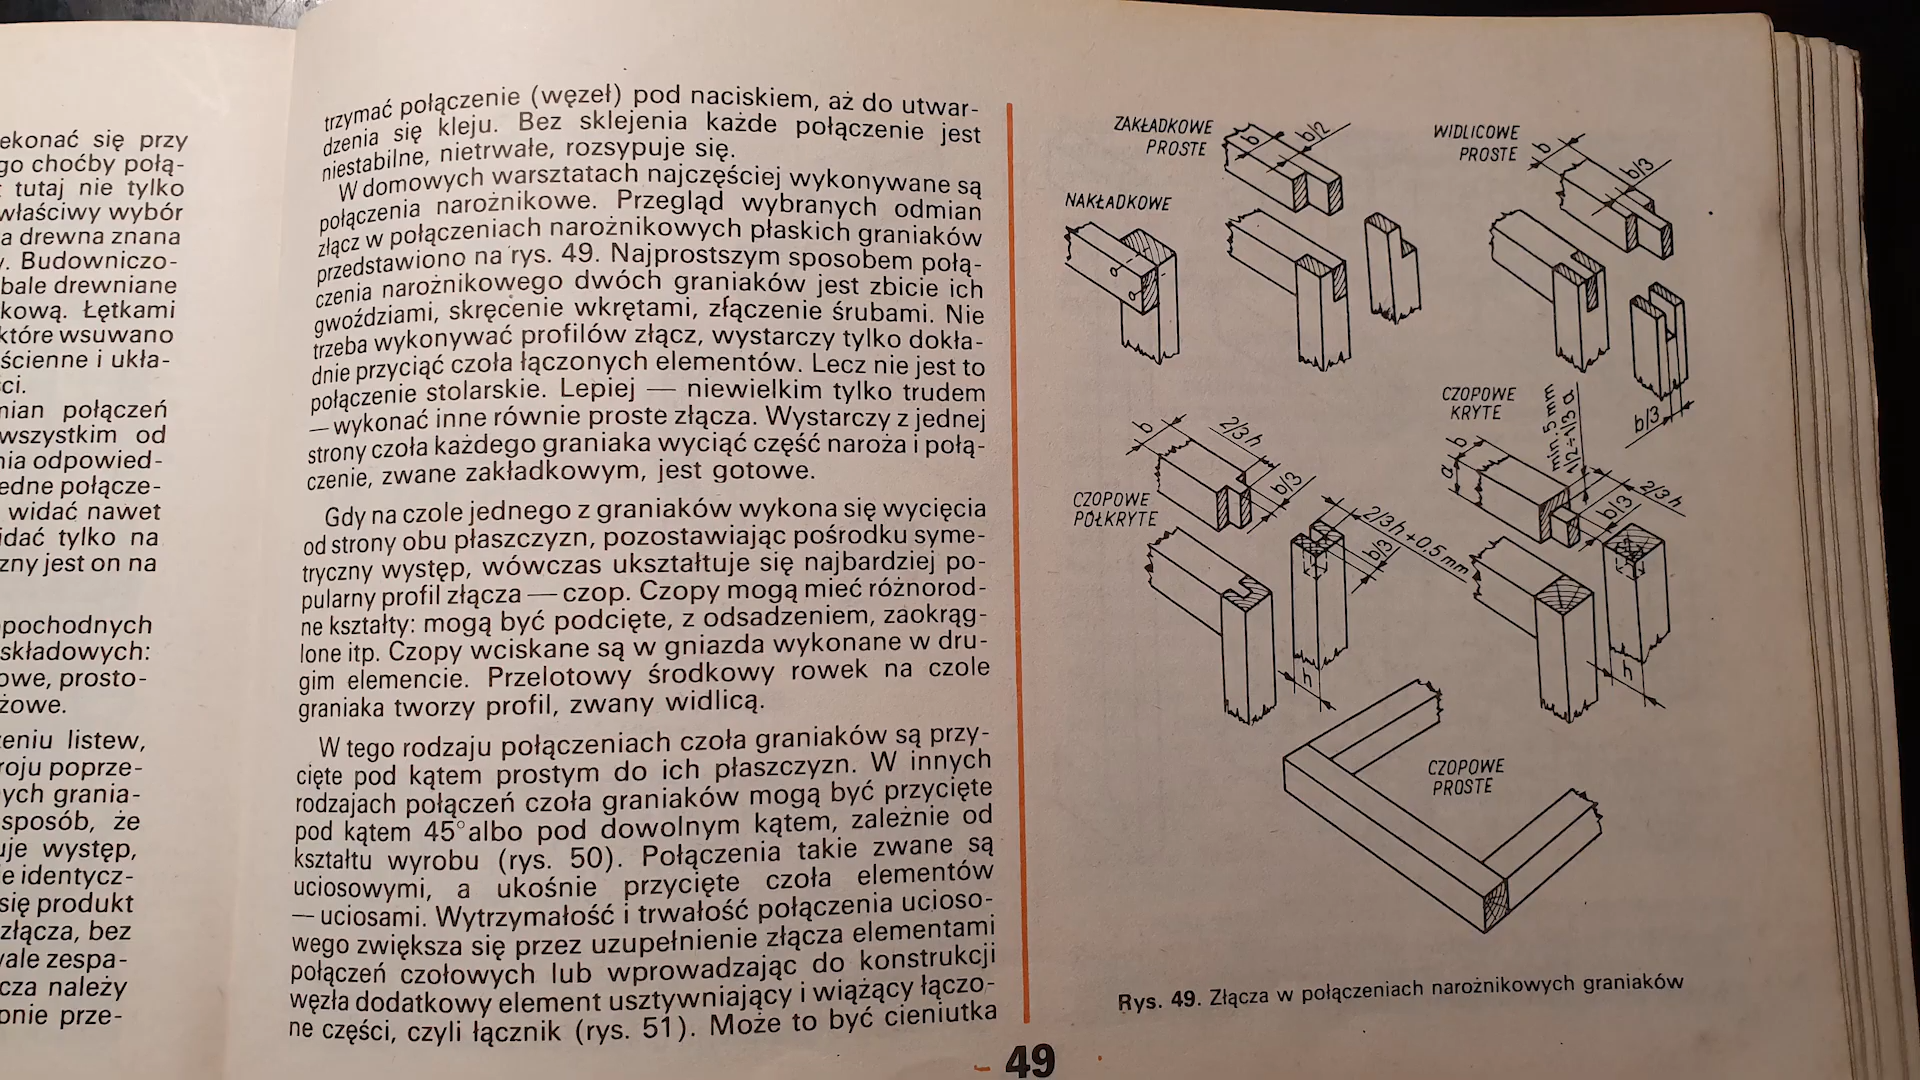 ekonać się przy
go choćby połą-
tutaj nie tylko
właściwy wybór
a drewna znana
. Budowniczo-
bale drewniane
kową. Łętkami
które wsuwano
ścienne i ukła-
ci.
mian połączeń
wszystkim od
nia odpowied-
edne połącze-
widać nawet
idać tylko na
zny jest on na
pochodnych
składowych:
owe, prosto-
żowe.
eniu listew,
roju poprze-
ych grania-
sposób, że
uje występ,
e identycz-
się produkt
złącza, bez
ale zespa-
cza należy
onie prze-
trzymać połączenie (węzeł) pod naciskiem, aż do utwar-
dzenia się kleju. Bez sklejenia każde połączenie jest
niestabilne, nietrwałe, rozsypuje się.
W domowych warsztatach najczęściej wykonywane są
połączenia narożnikowe. Przegląd wybranych odmian
złącz w połączeniach narożnikowych płaskich graniaków
przedstawiono na rys. 49. Najprostszym sposobem połą-
czenia narożnikowego dwóch graniaków jest zbicie ich
gwoździami, skręcenie wkrętami, złączenie śrubami. Nie
trzeba wykonywać profilów złącz, wystarczy tylko dokła-
dnie przyciąć czoła łączonych elementów. Lecz nie jest to
połączenie stolarskie. Lepiej — niewielkim tylko trudem
— wykonać inne równie proste złącza. Wystarczy z jednej
strony czoła każdego graniaka wyciąć część naroża i połą-
czenie, zwane zakładkowym, jest gotowe.
Gdy na czole jednego z graniaków wykona się wycięcia
od strony obu płaszczyzn, pozostawiając pośrodku syme-
tryczny występ, wówczas ukształtuje się najbardziej po-
pularny profil złącza — czop. Czopy mogą mieć różnorod-
ne kształty: mogą być podcięte, z odsadzeniem, zaokrąg-
lone itp. Czopy wciskane są w gniazda wykonane w dru-
gim elemencie. Przelotowy środkowy rowek na czole
graniaka tworzy profil, zwany widlicą.
W tego rodzaju połączeniach czoła graniaków są przy-
cięte pod kątem prostym do ich płaszczyzn. W innych
rodzajach połączeń czoła graniaków mogą być przycięte
pod kątem 45° albo pod dowolnym kątem, zależnie od
kształtu wyrobu (rys. 50). Połączenia takie zwane są
uciosowymi, a ukośnie przycięte czoła elementów
— uciosami. Wytrzymałość i trwałość połączenia ucioso-
wego zwiększa się przez uzupełnienie złącza elementami
połączeń czołowych lub wprowadzając do konstrukcji
węzła dodatkowy element usztywniający i wiążący łączo-
ne części, czyli łącznik (rys. 51). Może to być cieniutka
ZAKŁADKOWE
PROSTE
b
b/2
WIDLICOWE
PROSTE
b
b/3
NAKŁADKOWE
b/3
CZOPOWE
KRYTE
min. 5 mm
1/2÷1/3 a
b
a
b/3
2/3 h
b
2/3 h
b/3
CZOPOWE
PÓŁKRYTE
2/3 h +0.5 mm
b/3
h
h
CZOPOWE
PROSTE
Rys. 49. Złącza w połączeniach narożnikowych graniaków
49